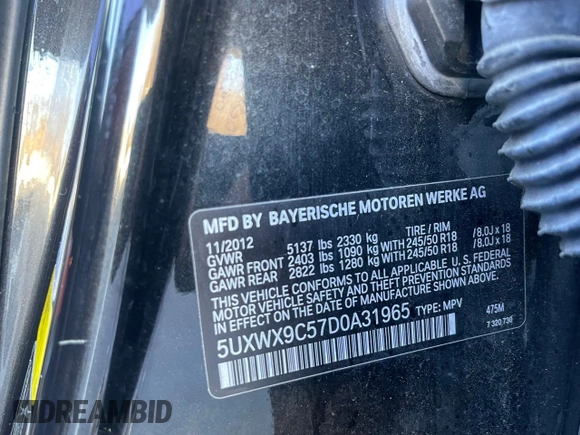 MFD BY BAYERISCHE MOTOREN WERKE AG
11/2012 5137 lbs 2330 kg TIRE / RIM
GVWR
GAWR FRONT 2403 lbs 1090 kg WITH 245/50 R18 /8.0J x 18
GAWR REAR 2822 lbs 1280 kg WITH 245/50 R18 /8.0J x 18
THIS VEHICLE CONFORMS TO ALL APPLICABLE U. S. FEDERAL
MOTOR VEHICLE SAFETY AND THEFT PREVENTION STANDARDS
IN EFFECT ON THE DATE OF MANUFACTURE SHOWN ABOVE.
5UXWX9C57D0A31965 TYPE: MPV 475M
7 320 730
DREAMBID